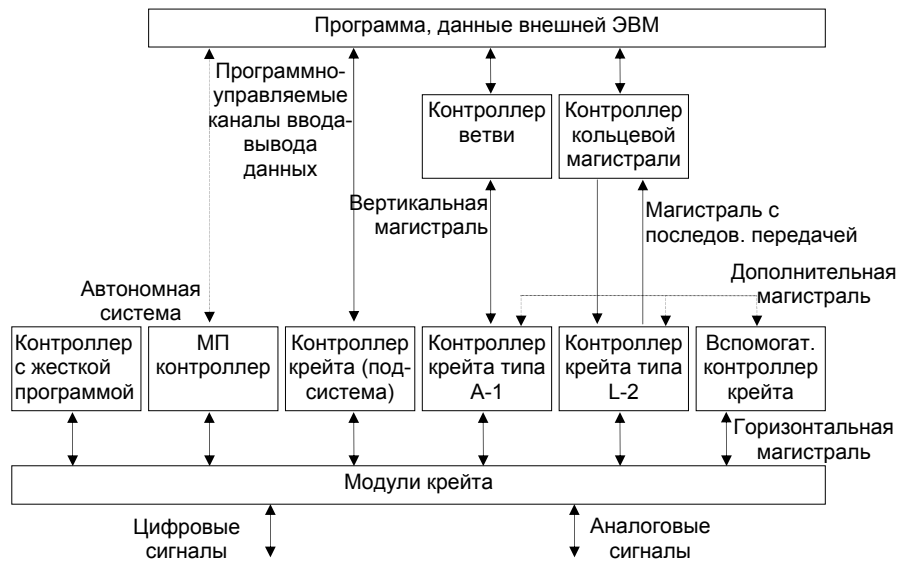 Программа, данные внешней ЭВМ
Программно-
управляемые
каналы ввода-
вывода
данных
Контроллер
ветви
Контроллер
кольцевой
магистрали
Вертикальная
магистраль
Магистраль с
последов. передачей
Дополнительная
магистраль
Автономная
система
Контроллер
с жесткой
программой
МП
контроллер
Контроллер
крейта (под-
система)
Контроллер
крейта типа
А-1
Контроллер
крейта типа
L-2
Вспомогат.
контроллер
крейта
Горизонтальная
магистраль
Модули крейта
Цифровые
сигналы
Аналоговые
сигналы